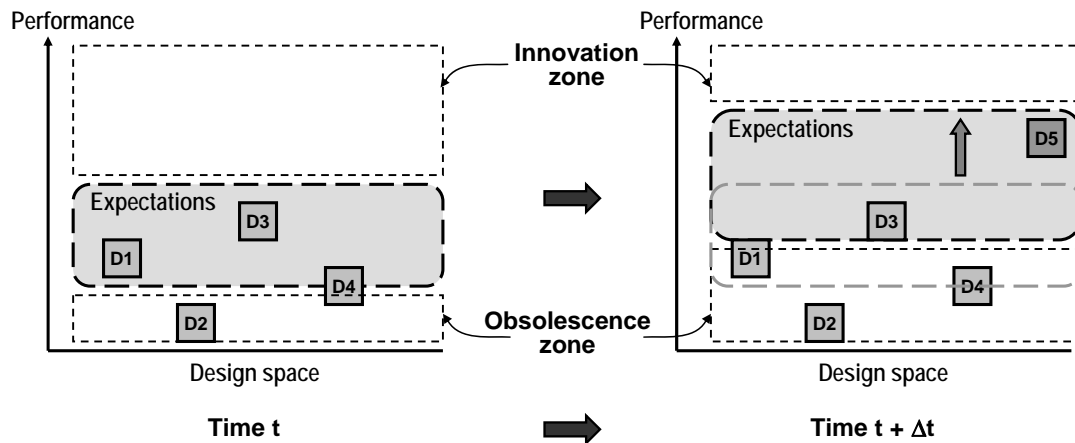 Performance
Performance
Innovation
zone
Expectations
Expectations
D5
D3
D3
D1
D1
D4
D4
D2
D2
Obsolescence
zone
Design space
Design space
Time t
Time t + Δt